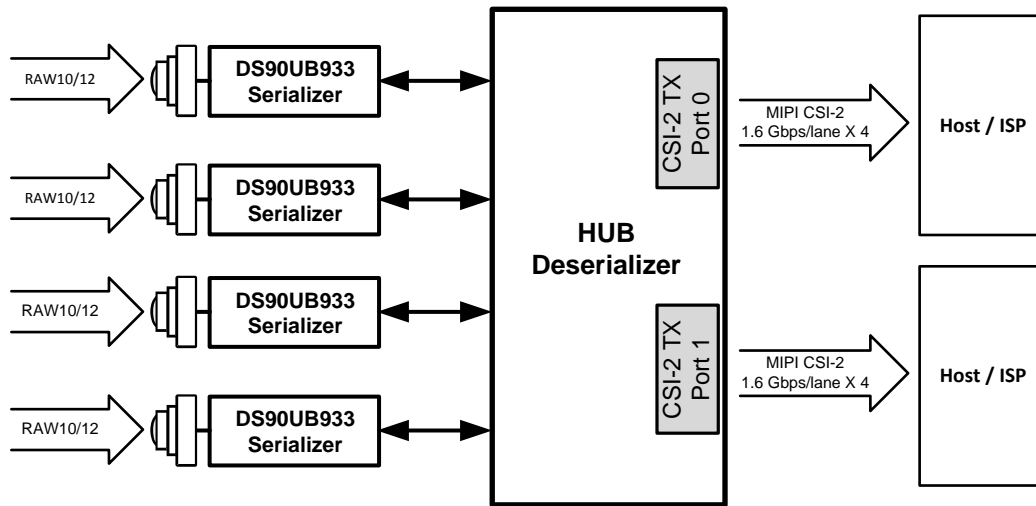 RAW10/12
DS90UB933
Serializer
RAW10/12
DS90UB933
Serializer
RAW10/12
DS90UB933
Serializer
RAW10/12
DS90UB933
Serializer
HUB
Deserializer
CSI-2 TX
Port 0
CSI-2 TX
Port 1
MIPI CSI-2
1.6 Gbps/lane X 4
Host / ISP
MIPI CSI-2
1.6 Gbps/lane X 4
Host / ISP